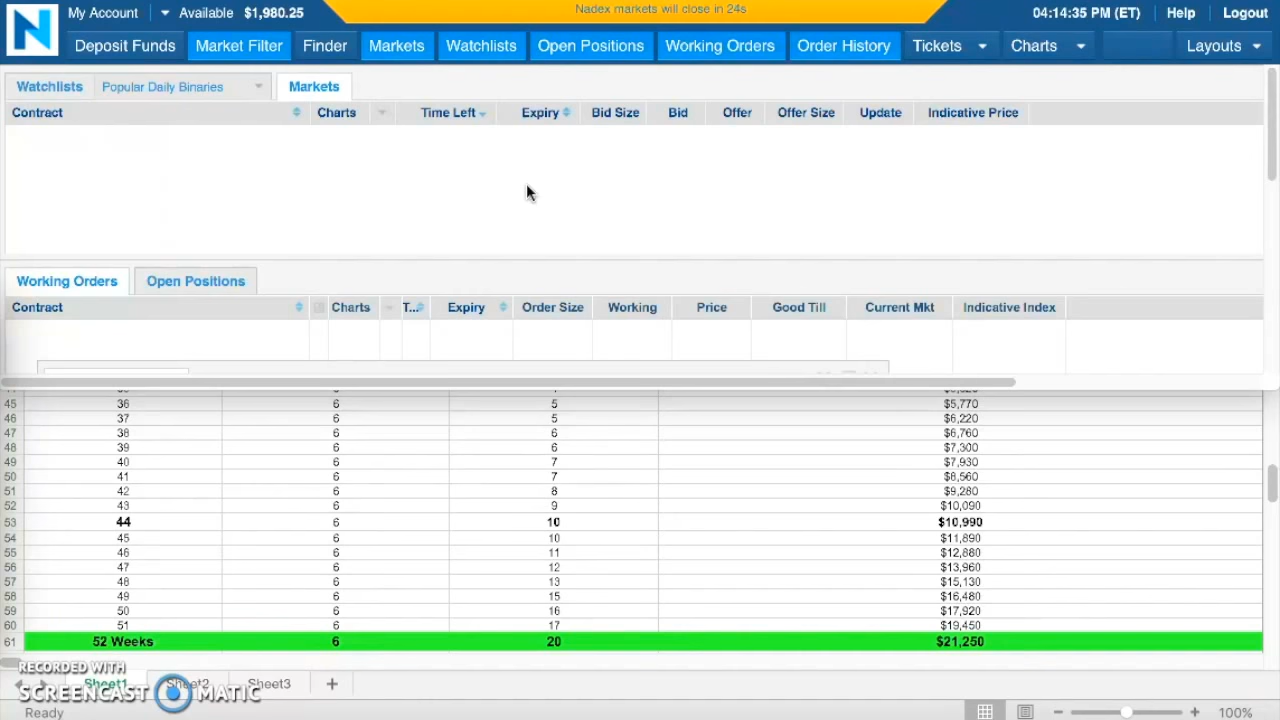 Nadex markets will close in 24s
N My Account Available $1,980.25 04:14:35 PM (ET) Help Logout
Deposit Funds Market Filter Finder Markets Watchlists Open Positions Working Orders Order History Tickets Charts Layouts
Watchlists Popular Daily Binaries Markets
Contract Charts Time Left Expiry Bid Size Bid Offer Offer Size Update Indicative Price
Working Orders Open Positions
Contract Charts T... Expiry Order Size Working Price Good Till Current Mkt Indicative Index
45 36 6 5 $5,770
46 37 6 5 $6,220
47 38 6 6 $6,760
48 39 6 6 $7,300
49 40 6 7 $7,930
50 41 6 7 $8,560
51 42 6 8 $9,280
52 43 6 9 $10,090
53 44 6 10 $10,990
54 45 6 10 $11,890
55 46 6 11 $12,880
56 47 6 12 $13,960
57 48 6 13 $15,130
58 49 6 15 $16,480
59 50 6 16 $17,920
60 51 6 17 $19,450
61 52 Weeks 6 20 $21,250
RECORDED WITH
SCREENCAST MATIC
Sheet1 Sheet2 Sheet3 +
Ready 100%